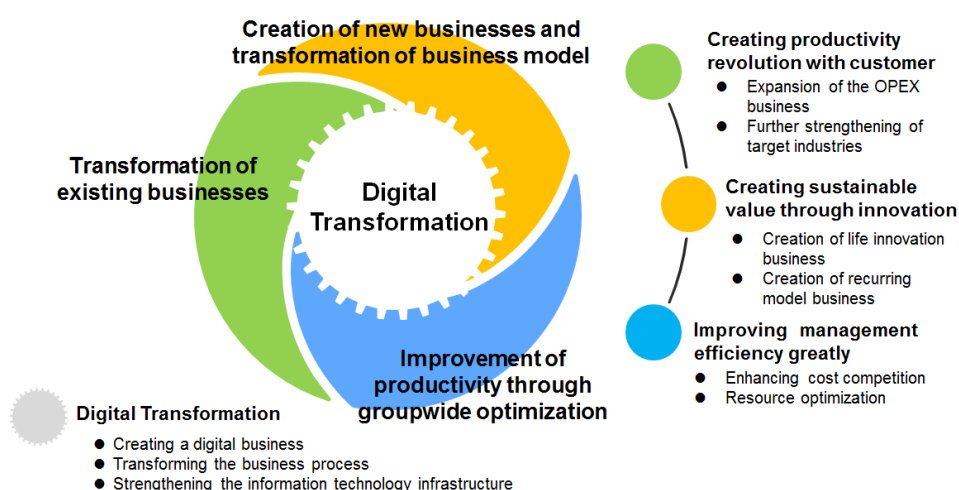 Creation of new businesses and
transformation of business model
Transformation of
existing businesses
Digital
Transformation
Improvement of
productivity through
groupwide optimization
Digital Transformation
● Creating a digital business
● Transforming the business process
● Strengthening the information technology infrastructure
Creating productivity
revolution with customer
● Expansion of the OPEX
business
● Further strengthening of
target industries
Creating sustainable
value through innovation
● Creation of life innovation
business
● Creation of recurring
model business
Improving management
efficiency greatly
● Enhancing cost competition
● Resource optimization